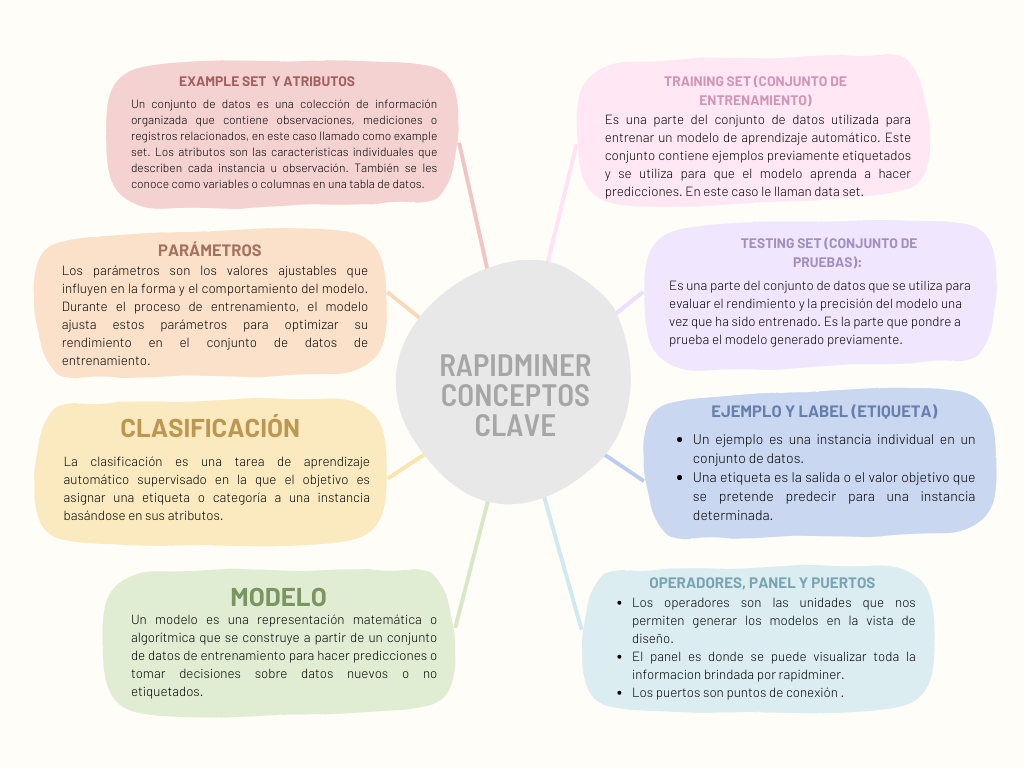 EXAMPLE SET Y ATRIBUTOS
Un conjunto de datos es una colección de información
organizada que contiene observaciones, mediciones o
registros relacionados, en este caso llamado como example
set. Los atributos son las características individuales que
describen cada instancia u observación. También se les
conoce como variables o columnas en una tabla de datos.
TRAINING SET (CONJUNTO DE
ENTRENAMIENTO)
Es una parte del conjunto de datos utilizada para
entrenar un modelo de aprendizaje automático. Este
conjunto contiene ejemplos previamente etiquetados
y se utiliza para que el modelo aprenda a hacer
predicciones. En este caso le llaman data set.
PARÁMETROS
Los parámetros son los valores ajustables que
influyen en la forma y el comportamiento del modelo.
Durante el proceso de entrenamiento, el modelo
ajusta estos parámetros para optimizar su
rendimiento en el conjunto de datos de
entrenamiento.
TESTING SET (CONJUNTO DE
PRUEBAS):
Es una parte del conjunto de datos que se utiliza para
evaluar el rendimiento y la precisión del modelo una
vez que ha sido entrenado. Es la parte que pondre a
prueba el modelo generado previamente.
RAPIDMINER
CONCEPTOS
CLAVE
CLASIFICACIÓN
La clasificación es una tarea de aprendizaje
automático supervisado en la que el objetivo es
asignar una etiqueta o categoría a una instancia
basándose en sus atributos.
EJEMPLO Y LABEL (ETIQUETA)
• Un ejemplo es una instancia individual en un
conjunto de datos.
• Una etiqueta es la salida o el valor objetivo que
se pretende predecir para una instancia
determinada.
MODELO
Un modelo es una representación matemática o
algorítmica que se construye a partir de un conjunto
de datos de entrenamiento para hacer predicciones o
tomar decisiones sobre datos nuevos o no
etiquetados.
OPERADORES, PANEL Y PUERTOS
• Los operadores son las unidades que nos
permiten generar los modelos en la vista de
diseño.
• El panel es donde se puede visualizar toda la
informacion brindada por rapidminer.
• Los puertos son puntos de conexión .